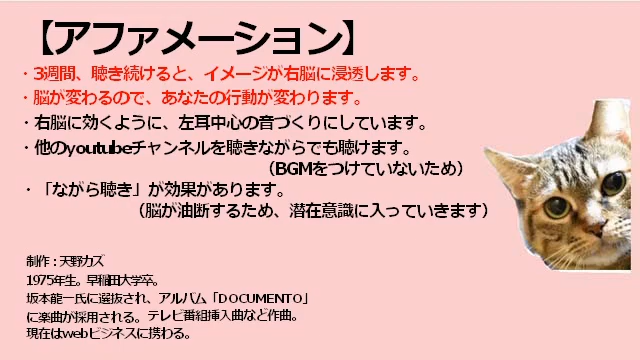 【アファメーション】
・3週間、聴き続けると、イメージが右脳に浸透します。
・脳が変わるので、あなたの行動が変わります。
・右脳に効くように、左耳中心の音づくりにしています。
・他のyoutubeチャンネルを聴きながらでも聴けます。
（BGMをつけていないため）
・「ながら聴き」が効果があります。
（脳が油断するため、潜在意識に入っていきます）
制作：天野カズ
1975年生。早稲田大学卒。
坂本龍一氏に選抜され、アルバム「DOCUMENTO」
に楽曲が採用される。テレビ番組挿入曲など作曲。
現在はwebビジネスに携わる。